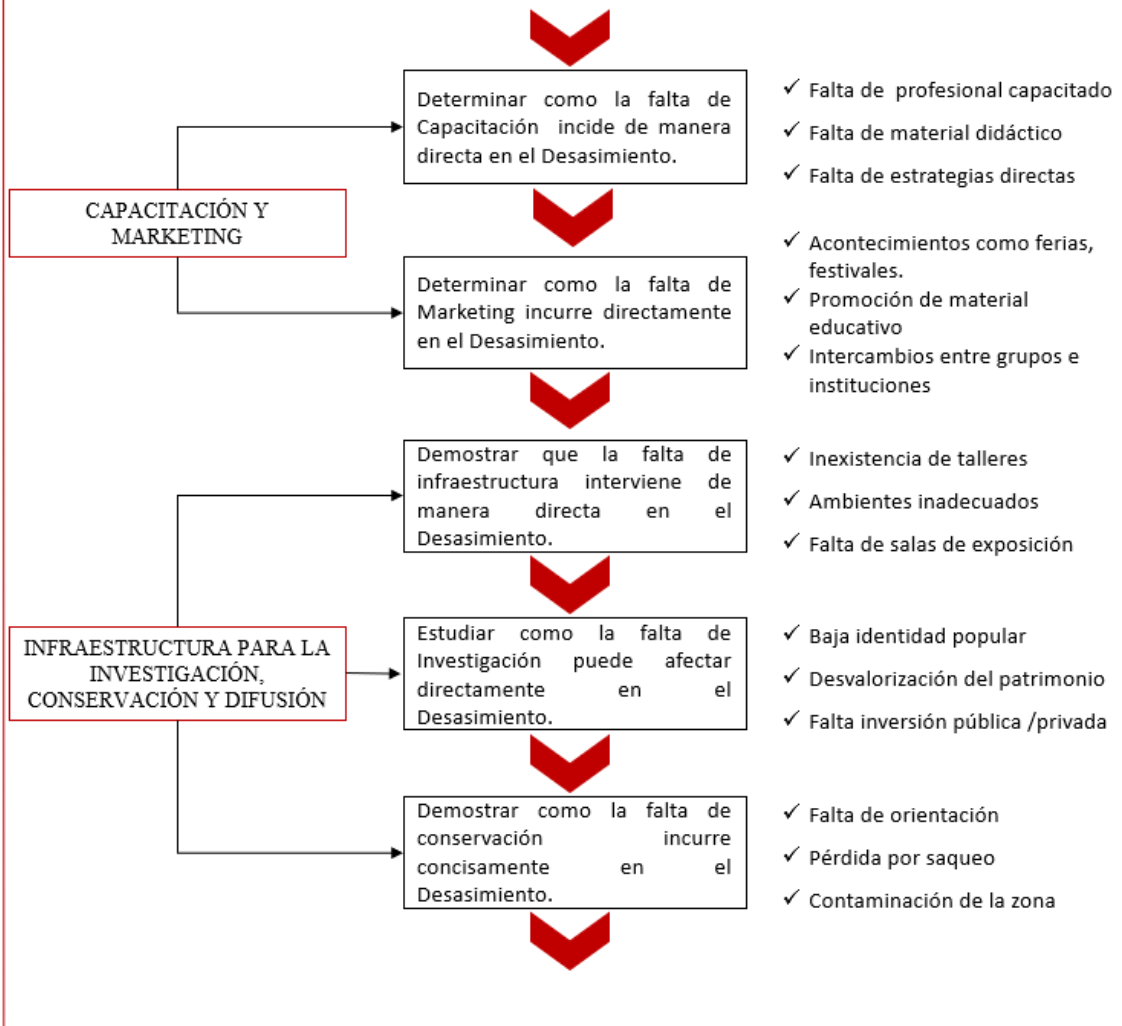 Determinar como la falta de
Capacitación incide de manera
directa en el Desasimiento.
✓ Falta de profesional capacitado
✓ Falta de material didáctico
✓ Falta de estrategias directas
CAPACITACIÓN Y
MARKETING
Determinar como la falta de
Marketing incurre directamente
en el Desasimiento.
✓ Acontecimientos como ferias,
festivales.
✓ Promoción de material
educativo
✓ Intercambios entre grupos e
instituciones
Demostrar que la falta de
infraestructura interviene de
manera directa en el
Desasimiento.
✓ Inexistencia de talleres
✓ Ambientes inadecuados
✓ Falta de salas de exposición
INFRAESTRUCTURA PARA LA
INVESTIGACIÓN,
CONSERVACIÓN Y DIFUSIÓN
Estudiar como la falta de
Investigación puede afectar
directamente en el
Desasimiento.
✓ Baja identidad popular
✓ Desvalorización del patrimonio
✓ Falta inversión pública /privada
Demostrar como la falta de
conservación incurre
concisamente en el
Desasimiento.
✓ Falta de orientación
✓ Pérdida por saqueo
✓ Contaminación de la zona